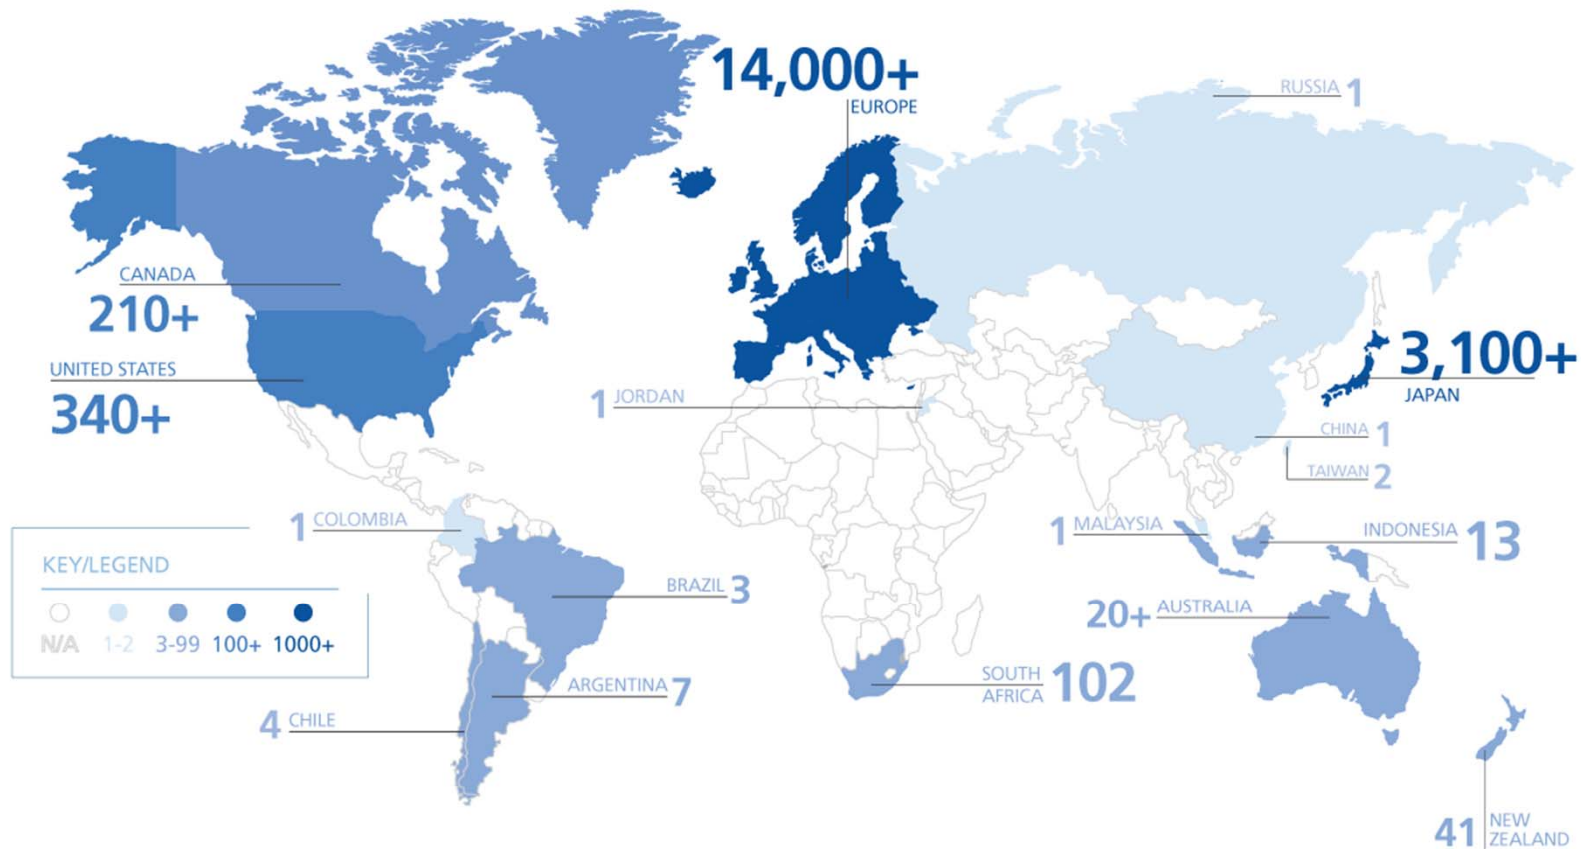 14,000+
EUROPE
RUSSIA 1
CANADA
210+
UNITED STATES
340+
3,100+
JAPAN
1 JORDAN
CHINA 1
TAIWAN 2
1 COLOMBIA
1 MALAYSIA
INDONESIA 13
KEY/LEGEND
N/A 1-2 3-99 100+ 1000+
BRAZIL 3
20+ AUSTRALIA
SOUTH
AFRICA 102
ARGENTINA 7
4 CHILE
41 NEW
ZEALAND